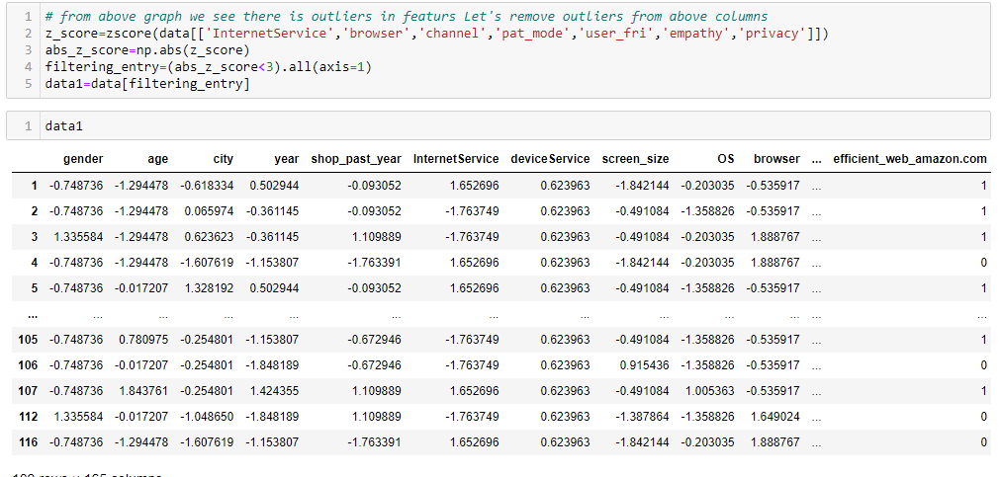 1 # from above graph we see there is outliers in featurs Let's remove outliers from above columns
2 z_score=zscore(data[['InternetService','browser','channel','pat_mode','user_fri','empathy','privacy']])
3 abs_z_score=np.abs(z_score)
4 filtering_entry=(abs_z_score<3).all(axis=1)
5 data1=data[filtering_entry]
1 data1
gender age city year shop_past_year InternetService deviceService screen_size OS browser ... efficient_web_amazon.com
1 -0.748736 -1.294478 -0.618334 0.502944 -0.093052 1.652696 0.623963 -1.842144 -0.203035 -0.535917 ... 1
2 -0.748736 -1.294478 0.065974 -0.361145 -0.093052 -1.763749 0.623963 -0.491084 -1.358826 -0.535917 ... 1
3 1.335584 -1.294478 0.623623 -0.361145 1.109889 -1.763749 0.623963 -0.491084 -0.203035 1.888767 ... 1
4 -0.748736 -1.294478 -1.607619 -1.153807 -1.763391 1.652696 0.623963 -1.842144 -0.203035 1.888767 ... 0
5 -0.748736 -0.017207 1.328192 0.502944 -0.093052 1.652696 0.623963 -0.491084 -1.358826 -0.535917 ... 1
... ... ... ... ... ... ... ... ... ... ... ... ...
105 -0.748736 0.780975 -0.254801 -1.153807 -0.672946 -1.763749 0.623963 -0.491084 -1.358826 -0.535917 ... 1
106 -0.748736 -0.017207 -0.254801 -1.848189 -0.672946 -1.763749 0.623963 0.915436 -1.358826 -0.535917 ... 0
107 -0.748736 1.843761 -0.254801 1.424355 1.109889 1.652696 0.623963 -0.491084 1.005363 -0.535917 ... 1
112 1.335584 -0.017207 -1.048650 -1.848189 1.109889 -1.763749 0.623963 -1.387864 -1.358826 1.649024 ... 0
116 -0.748736 -1.294478 -1.607619 -1.153807 -1.763391 1.652696 0.623963 -1.842144 -0.203035 1.888767 ... 0